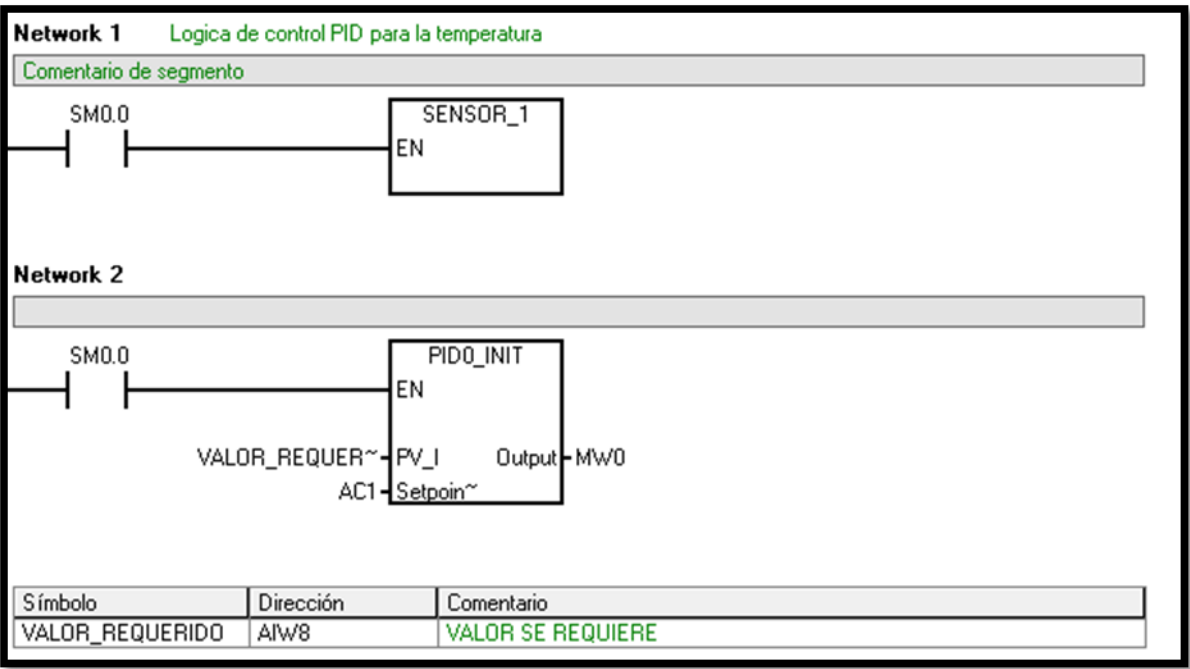 Network 1 Logica de control PID para la temperatura
Comentario de segmento
SM0.0 SENSOR_1
EN
Network 2
SM0.0 PID0_INIT
EN
VALOR_REQUER~ PV_I Output MW0
AC1 Setpoin~
Símbolo Dirección Comentario
VALOR_REQUERIDO AIW8 VALOR SE REQUIERE